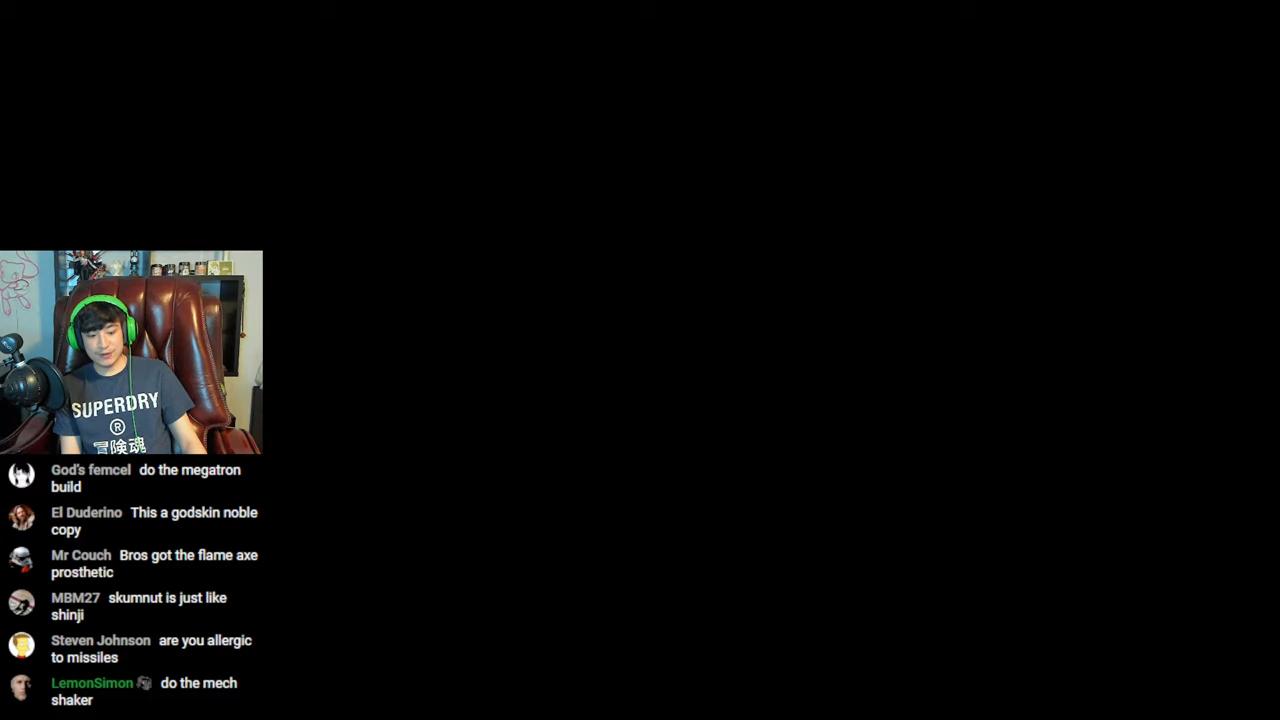 SUPERDRY
®
冒険魂
God's femcel do the megatron
build
El Duderino This a godskin noble
copy
Mr Couch Bros got the flame axe
prosthetic
MBM27 skumnut is just like
shinji
Steven Johnson are you allergic
to missiles
LemonSimon do the mech
shaker